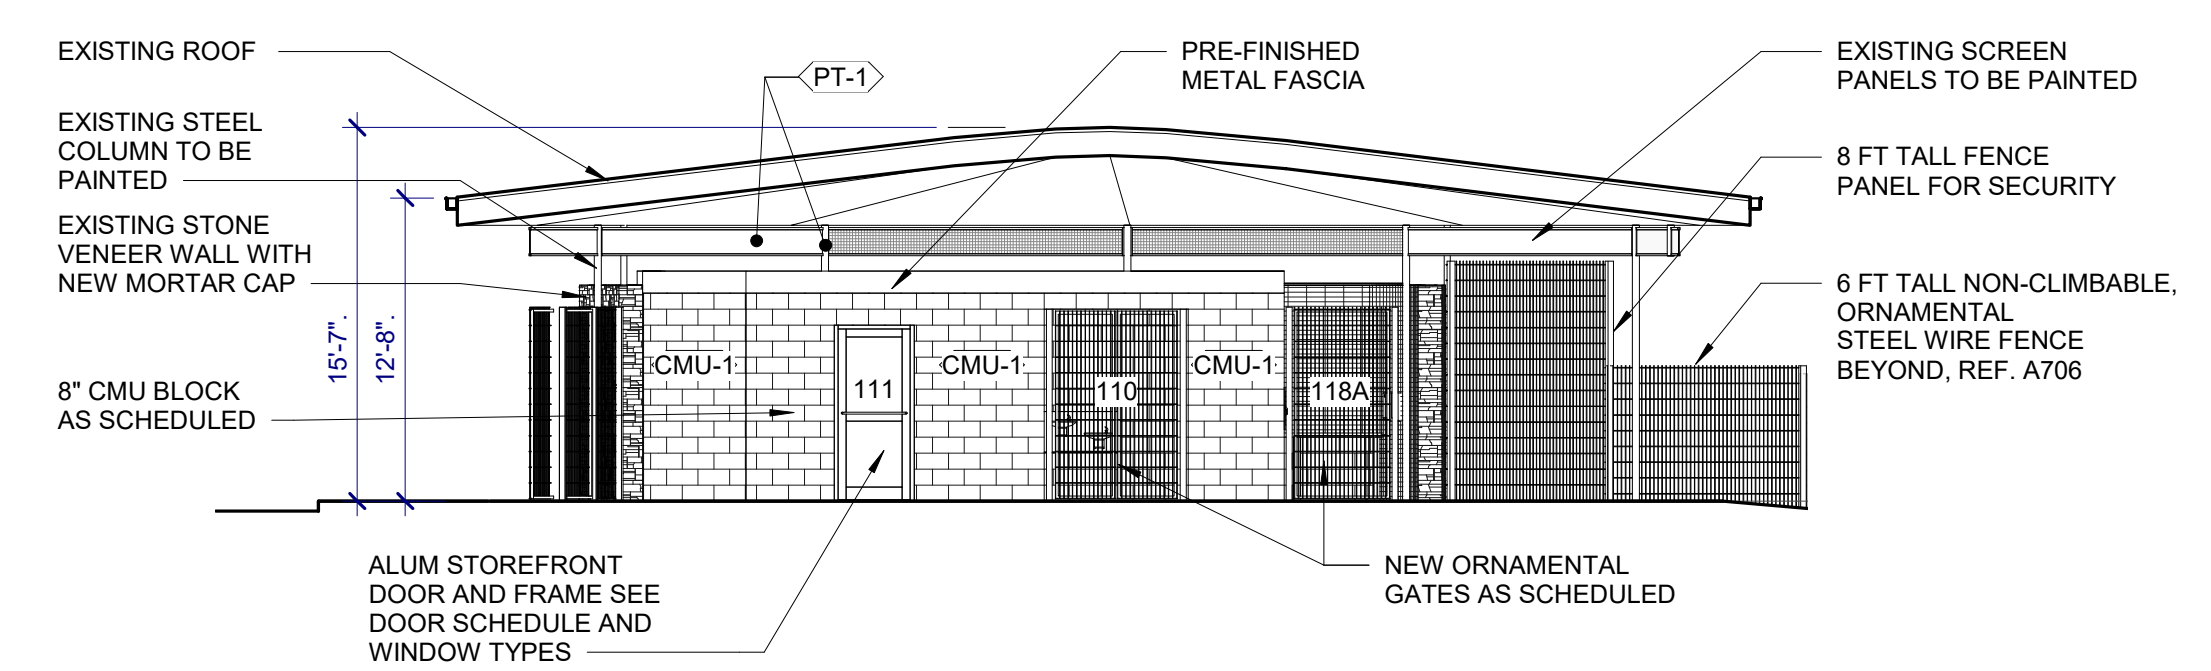 EXISTING ROOF
EXISTING STEEL
COLUMN TO BE
PAINTED
EXISTING STONE
VENEER WALL WITH
NEW MORTAR CAP
8" CMU BLOCK
AS SCHEDULED
15'-7".
12'-8".
PT-1
PRE-FINISHED
METAL FASCIA
EXISTING SCREEN
PANELS TO BE PAINTED
8 FT TALL FENCE
PANEL FOR SECURITY
6 FT TALL NON-CLIMBABLE,
ORNAMENTAL
STEEL WIRE FENCE
BEYOND, REF. A706
CMU-1
111
CMU-1
110
CMU-1
118A
ALUM STOREFRONT
DOOR AND FRAME SEE
DOOR SCHEDULE AND
WINDOW TYPES
NEW ORNAMENTAL
GATES AS SCHEDULED